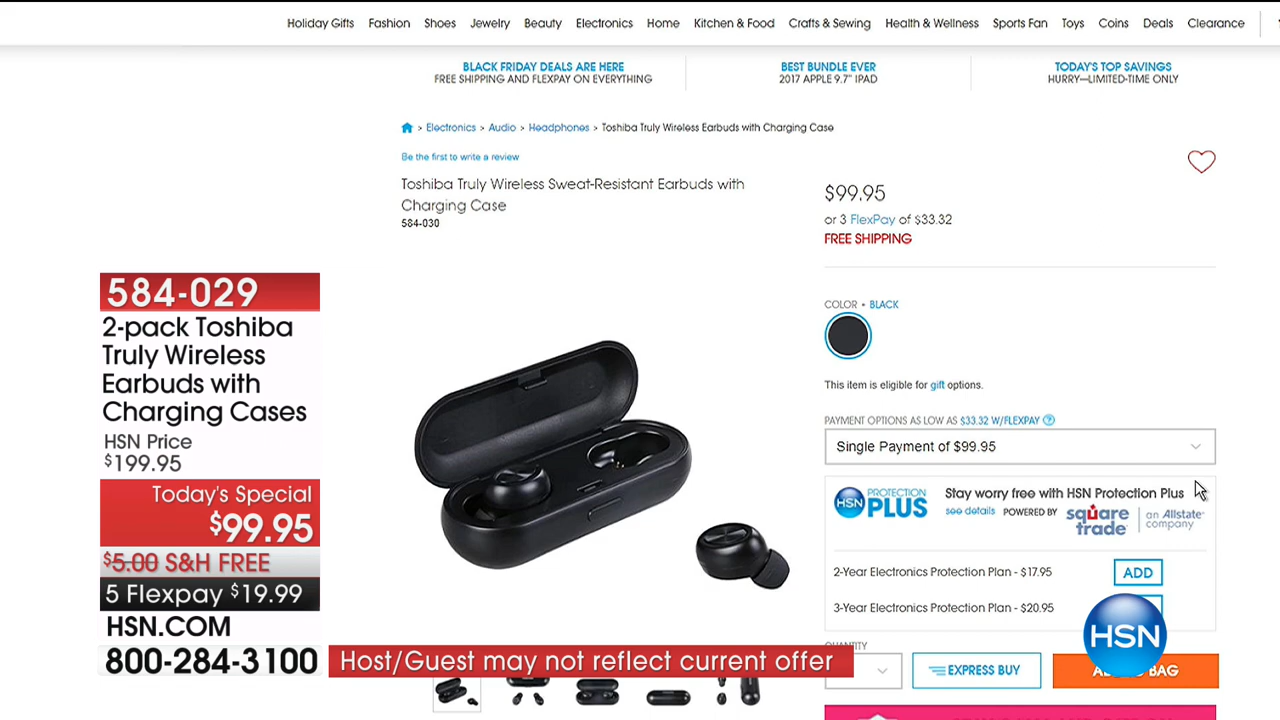 Holiday Gifts Fashion Shoes Jewelry Beauty Electronics Home Kitchen & Food Crafts & Sewing Health & Wellness Sports Fan Toys Coins Deals Clearance
BLACK FRIDAY DEALS ARE HERE
FREE SHIPPING AND FLEXPAY ON EVERYTHING
BEST BUNDLE EVER
2017 APPLE 9.7" IPAD
TODAY'S TOP SAVINGS
HURRY—LIMITED-TIME ONLY
> Electronics > Audio > Headphones > Toshiba Truly Wireless Earbuds with Charging Case
Be the first to write a review
Toshiba Truly Wireless Sweat-Resistant Earbuds with
Charging Case
584-030
$99.95
or 3 FlexPay of $33.32
FREE SHIPPING
COLOR • BLACK
This item is eligible for gift options.
PAYMENT OPTIONS AS LOW AS $33.32 W/FLEXPAY ?
Single Payment of $99.95
HSN PROTECTION
PLUS
Stay worry free with HSN Protection Plus
see details POWERED BY
square
trade
an Allstate
company
2-Year Electronics Protection Plan - $17.95
ADD
3-Year Electronics Protection Plan - $20.95
QUANTITY
EXPRESS BUY
BAG
HSN
584-029
2-pack Toshiba
Truly Wireless
Earbuds with
Charging Cases
HSN Price
$199.95
Today's Special
$99.95
$5.00 S&H FREE
5 Flexpay $19.99
HSN.COM
800-284-3100
Host/Guest may not reflect current offer